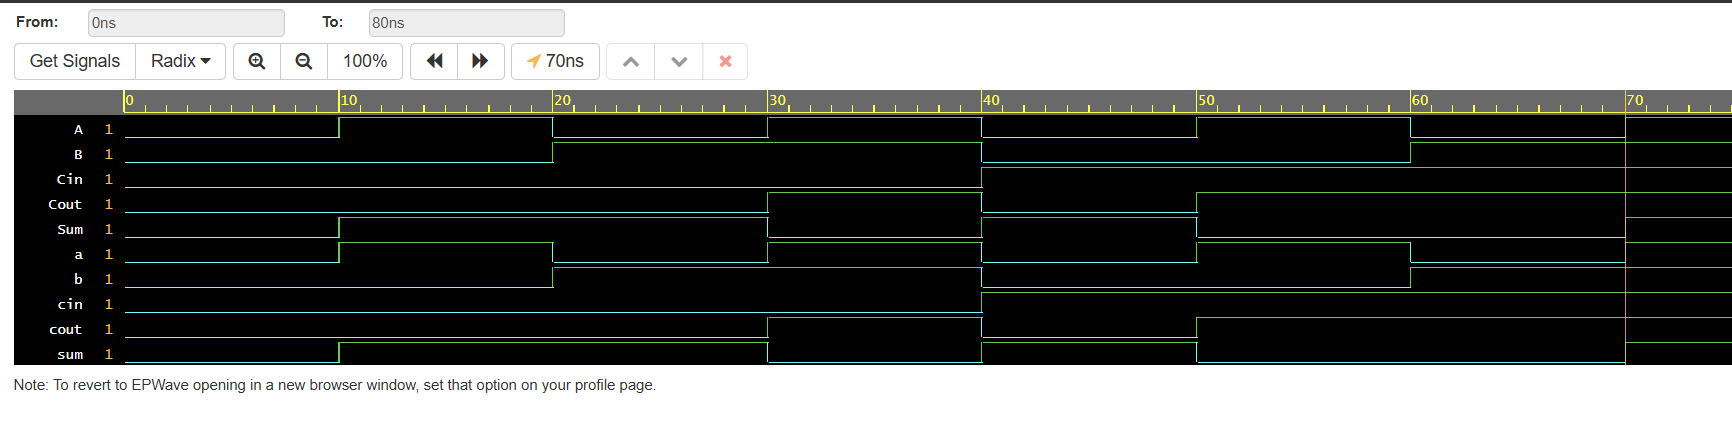 From: 0ns To: 80ns
Get Signals Radix 100% 70ns
0 10 20 30 40 50 60 70
A 1
B 1
Cin 1
Cout 1
Sum 1
a 1
b 1
cin 1
cout 1
sum 1
Note: To revert to EPWave opening in a new browser window, set that option on your profile page.